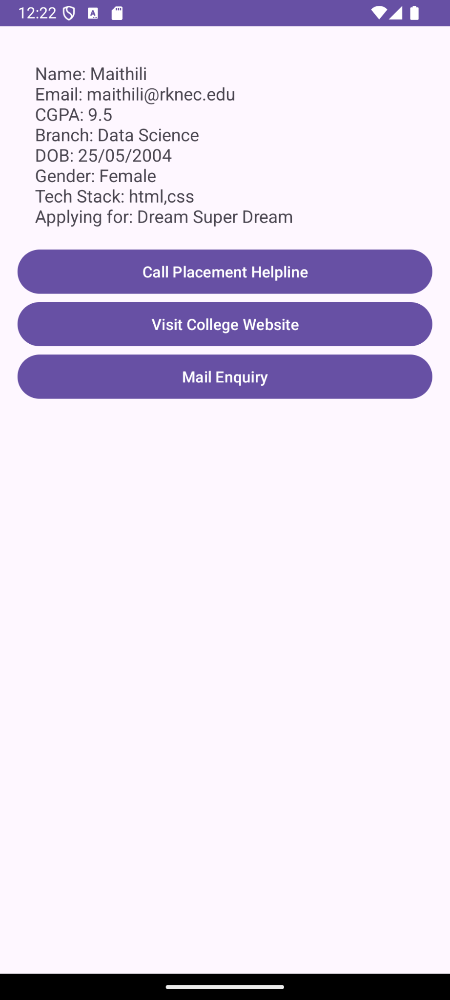 12:22
Name: Maithili
Email: maithili@rknec.edu
CGPA: 9.5
Branch: Data Science
DOB: 25/05/2004
Gender: Female
Tech Stack: html,css
Applying for: Dream Super Dream
Call Placement Helpline
Visit College Website
Mail Enquiry